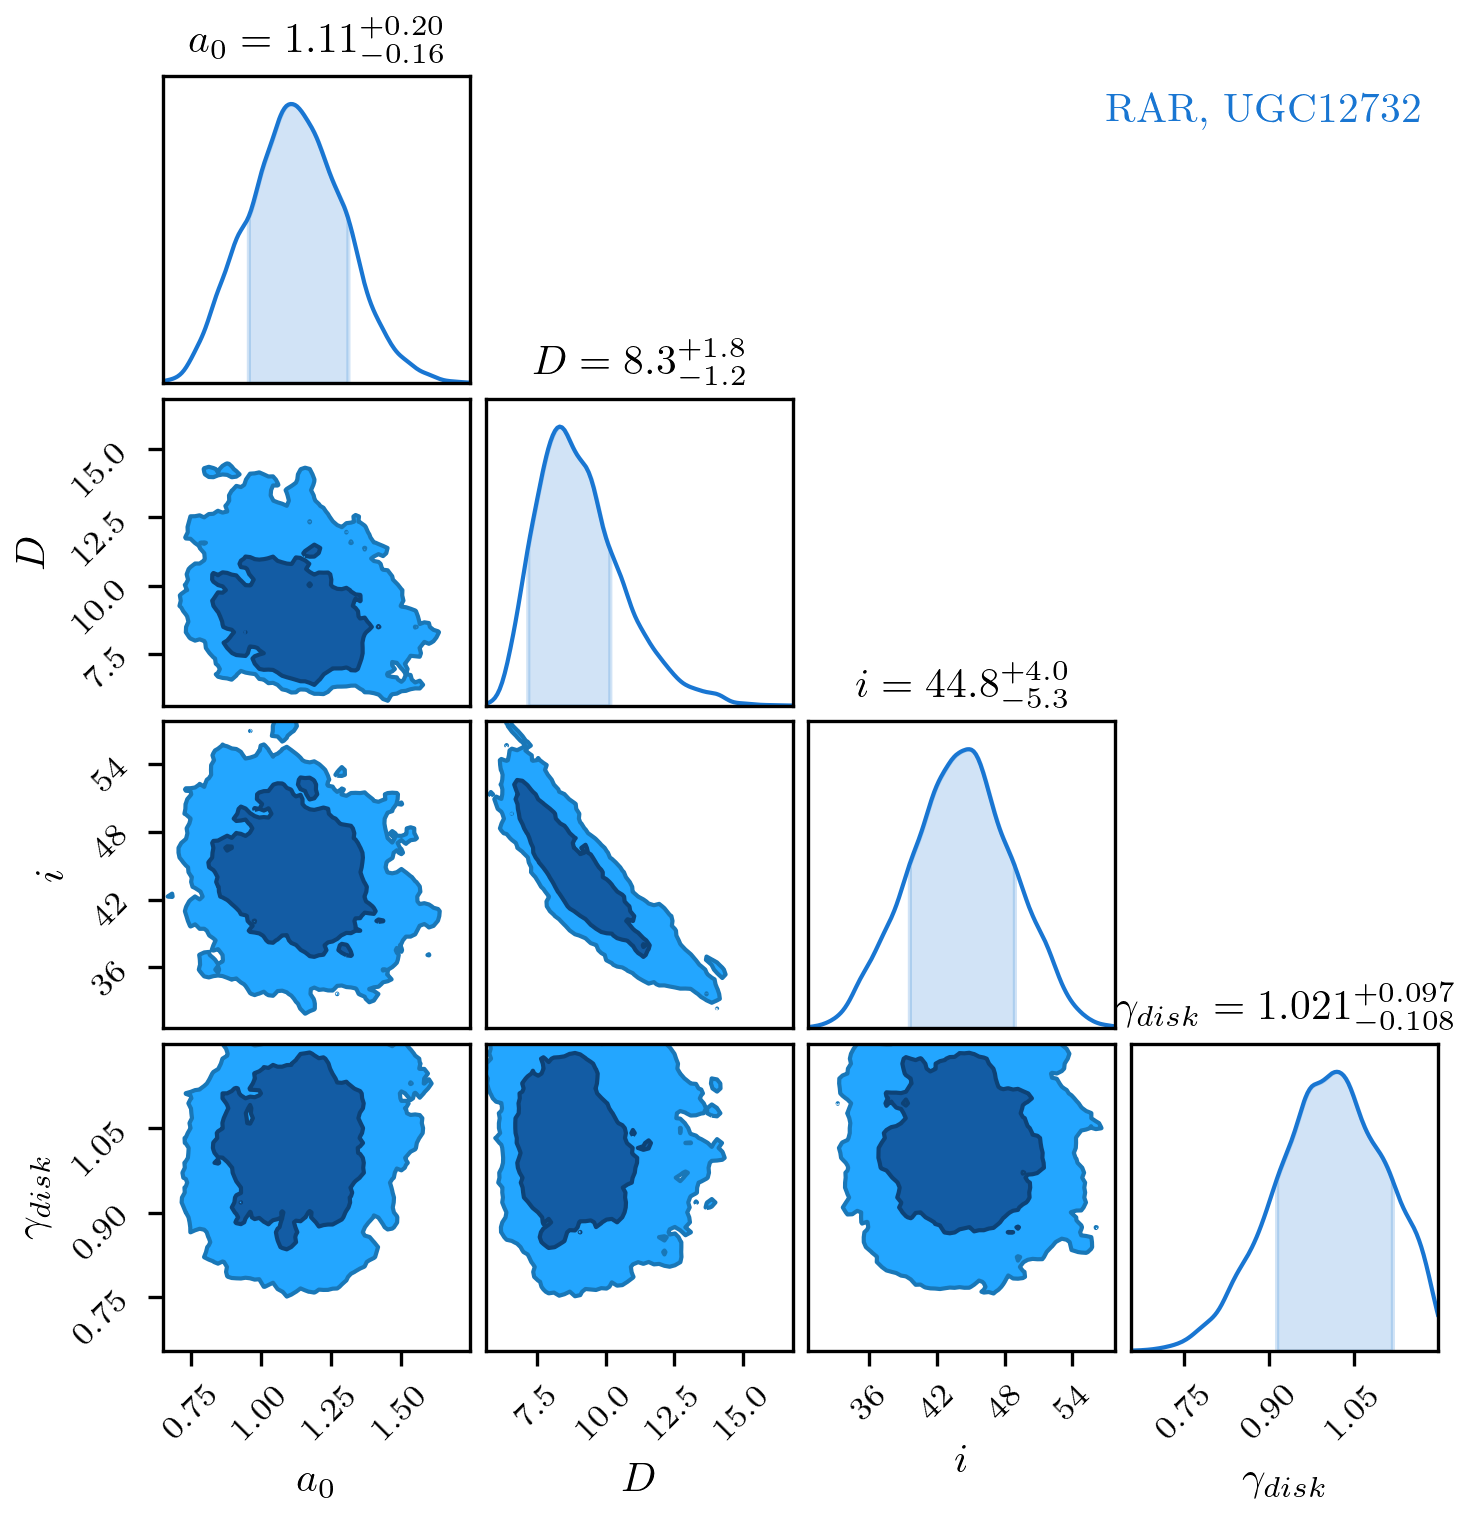 a_0 = 1.11^{+0.20}_{-0.16}
RAR, UGC12732
D = 8.3^{+1.8}_{-1.2}
D
15.0
12.5
10.0
7.5
i = 44.8^{+4.0}_{-5.3}
i
54
48
42
36
γ_{disk} = 1.021^{+0.097}_{-0.108}
γ_{disk}
1.05
0.90
0.75
0.75 1.00 1.25 1.50
7.5 10.0 12.5 15.0
36 42 48 54
0.75 0.90 1.05
a_0
D
i
γ_{disk}